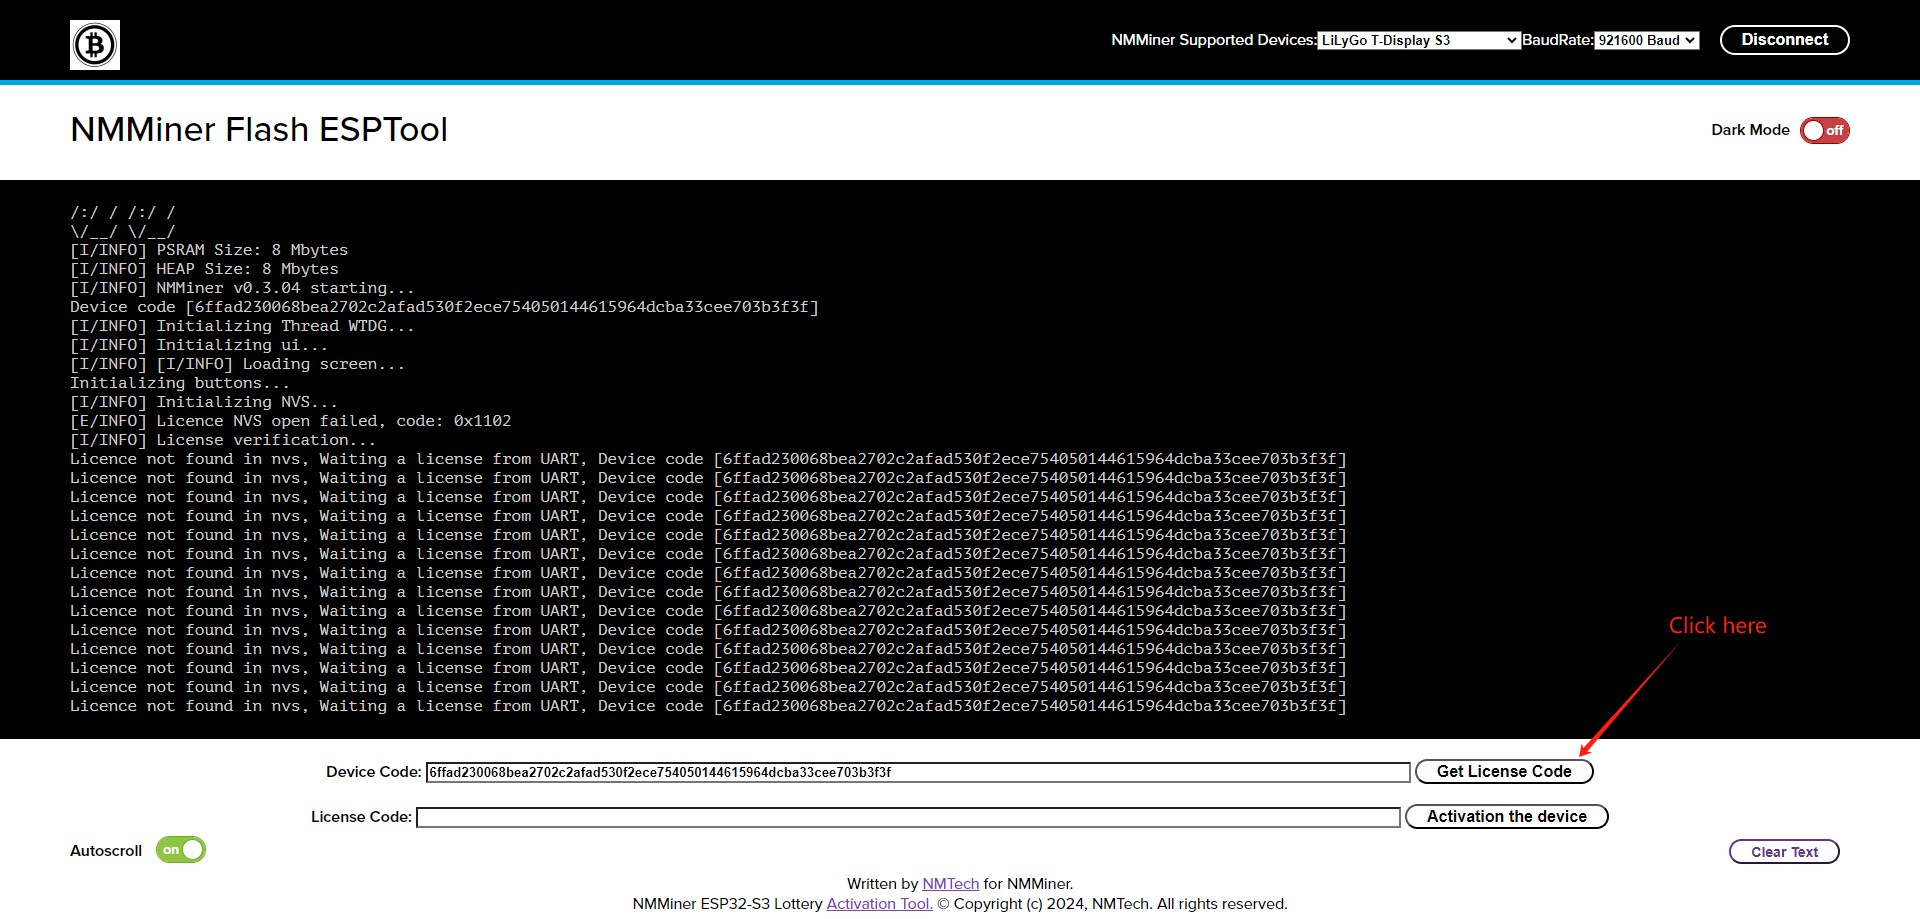 NMMiner Supported Devices: LiLyGo T-Display S3 BaudRate: 921600 Baud Disconnect
NMMiner Flash ESPTool
Dark Mode off
/:/ / /:/ /
\/__/ \/__/
[I/INFO] PSRAM Size: 8 Mbytes
[I/INFO] HEAP Size: 8 Mbytes
[I/INFO] NMMiner v0.3.04 starting...
Device code [6ffad230068bea2702c2afad530f2ece754050144615964dcba33cee703b3f3f]
[I/INFO] Initializing Thread WTDG...
[I/INFO] Initializing ui...
[I/INFO] [I/INFO] Loading screen...
Initializing buttons...
[I/INFO] Initializing NVS...
[E/INFO] Licence NVS open failed, code: 0x1102
[I/INFO] License verification...
Licence not found in nvs, Waiting a license from UART, Device code [6ffad230068bea2702c2afad530f2ece754050144615964dcba33cee703b3f3f]
Licence not found in nvs, Waiting a license from UART, Device code [6ffad230068bea2702c2afad530f2ece754050144615964dcba33cee703b3f3f]
Licence not found in nvs, Waiting a license from UART, Device code [6ffad230068bea2702c2afad530f2ece754050144615964dcba33cee703b3f3f]
Licence not found in nvs, Waiting a license from UART, Device code [6ffad230068bea2702c2afad530f2ece754050144615964dcba33cee703b3f3f]
Licence not found in nvs, Waiting a license from UART, Device code [6ffad230068bea2702c2afad530f2ece754050144615964dcba33cee703b3f3f]
Licence not found in nvs, Waiting a license from UART, Device code [6ffad230068bea2702c2afad530f2ece754050144615964dcba33cee703b3f3f]
Licence not found in nvs, Waiting a license from UART, Device code [6ffad230068bea2702c2afad530f2ece754050144615964dcba33cee703b3f3f]
Licence not found in nvs, Waiting a license from UART, Device code [6ffad230068bea2702c2afad530f2ece754050144615964dcba33cee703b3f3f]
Licence not found in nvs, Waiting a license from UART, Device code [6ffad230068bea2702c2afad530f2ece754050144615964dcba33cee703b3f3f]
Licence not found in nvs, Waiting a license from UART, Device code [6ffad230068bea2702c2afad530f2ece754050144615964dcba33cee703b3f3f]
Licence not found in nvs, Waiting a license from UART, Device code [6ffad230068bea2702c2afad530f2ece754050144615964dcba33cee703b3f3f]
Licence not found in nvs, Waiting a license from UART, Device code [6ffad230068bea2702c2afad530f2ece754050144615964dcba33cee703b3f3f]
Licence not found in nvs, Waiting a license from UART, Device code [6ffad230068bea2702c2afad530f2ece754050144615964dcba33cee703b3f3f]
Licence not found in nvs, Waiting a license from UART, Device code [6ffad230068bea2702c2afad530f2ece754050144615964dcba33cee703b3f3f]
Click here
Device Code: 6ffad230068bea2702c2afad530f2ece754050144615964dcba33cee703b3f3f Get License Code
License Code: Activation the device
Autoscroll on
Clear Text
Written by NMTech for NMMiner.
NMMiner ESP32-S3 Lottery Activation Tool. © Copyright (c) 2024, NMTech. All rights reserved.